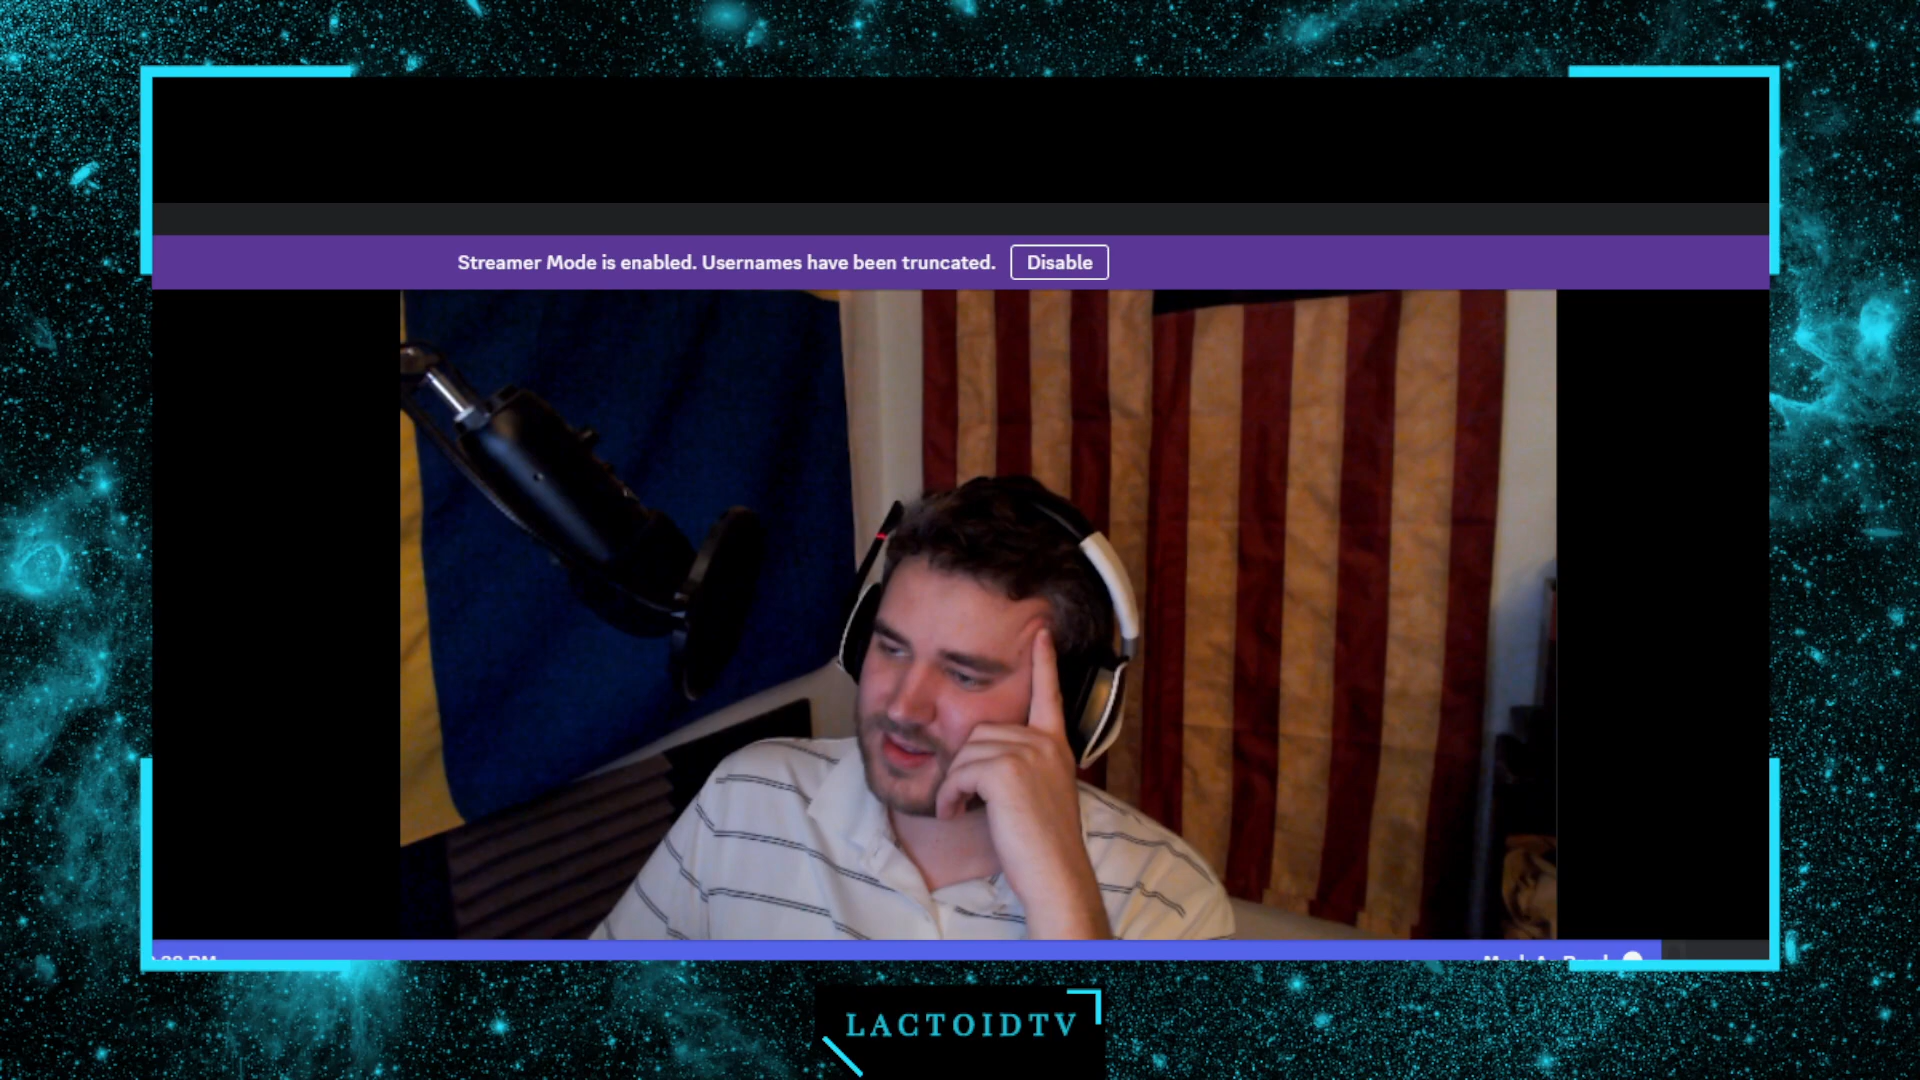 Streamer Mode is enabled. Usernames have been truncated. Disable
LACTOIDTV